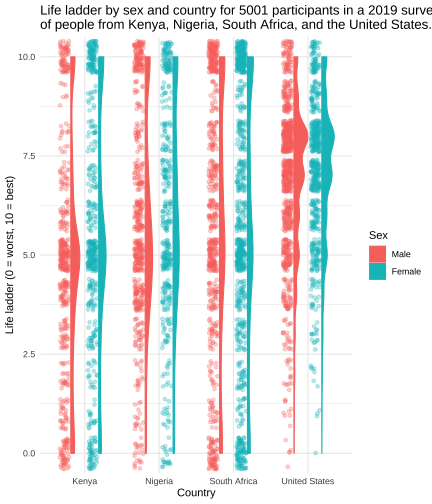 Life ladder by sex and country for 5001 participants in a 2019 surve
of people from Kenya, Nigeria, South Africa, and the United States.
Life ladder (0 = worst, 10 = best)
10.0
7.5
5.0
2.5
0.0
Sex
Male
Female
Kenya Nigeria South Africa United States
Country